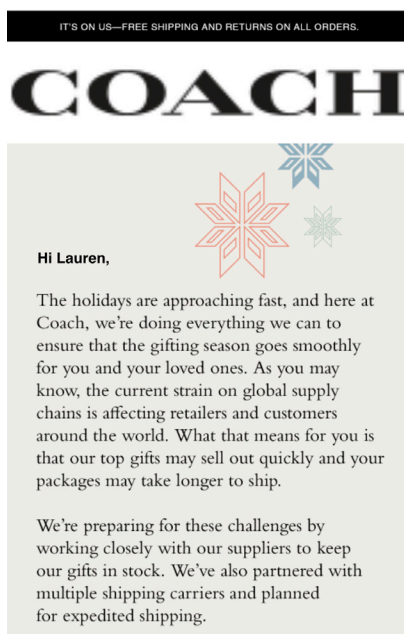 IT'S ON US—FREE SHIPPING AND RETURNS ON ALL ORDERS.
COACH
Hi Lauren,
The holidays are approaching fast, and here at
Coach, we're doing everything we can to
ensure that the gifting season goes smoothly
for you and your loved ones. As you may
know, the current strain on global supply
chains is affecting retailers and customers
around the world. What that means for you is
that our top gifts may sell out quickly and your
packages may take longer to ship.
We're preparing for these challenges by
working closely with our suppliers to keep
our gifts in stock. We've also partnered with
multiple shipping carriers and planned
for expedited shipping.